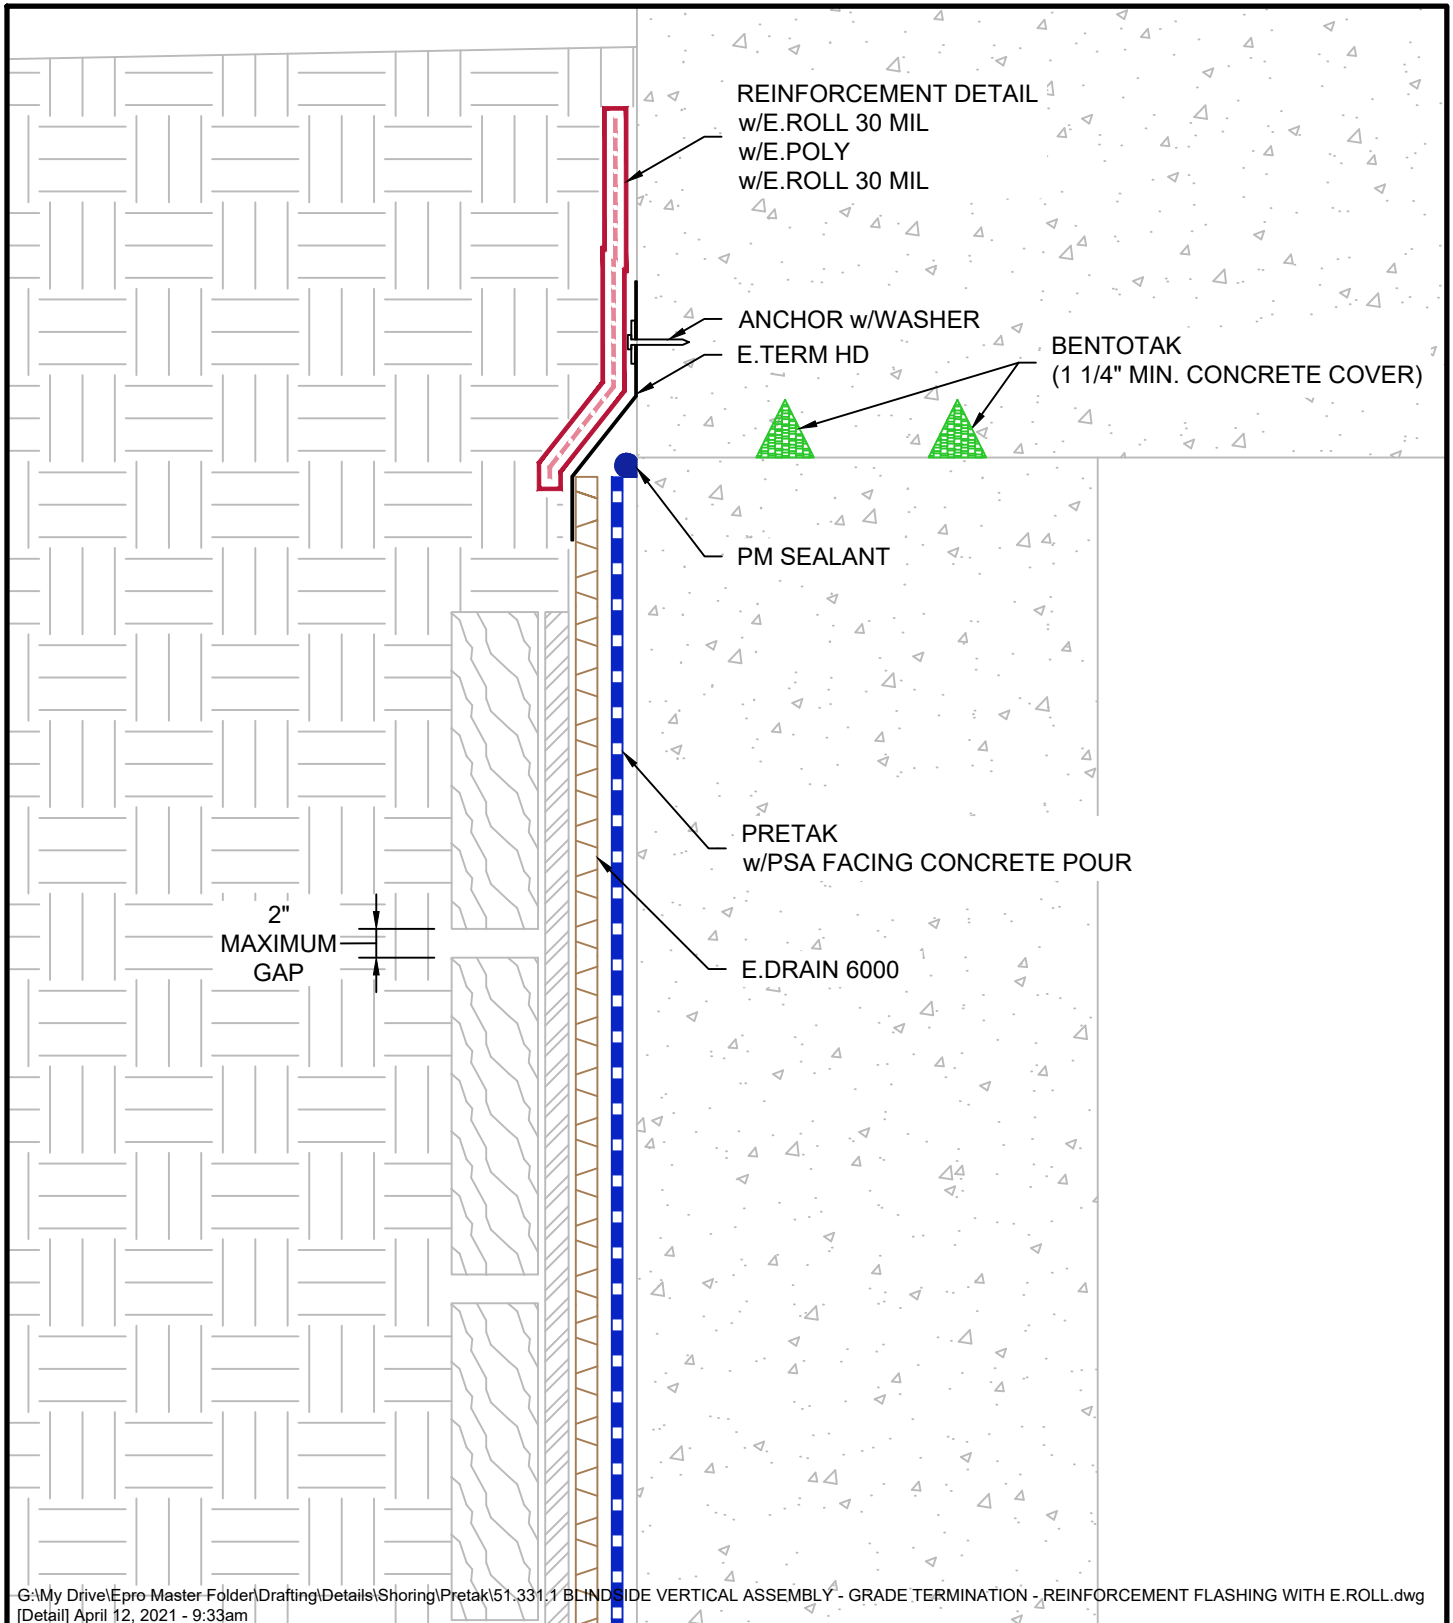 REINFORCEMENT DETAIL
w/E.ROLL 30 MIL
w/E.POLY
w/E.ROLL 30 MIL
ANCHOR w/WASHER
E.TERM HD
BENTOTAK
(1 1/4" MIN. CONCRETE COVER)
PM SEALANT
PRETAK
w/PSA FACING CONCRETE POUR
2"
MAXIMUM
GAP
E.DRAIN 6000
G:\My Drive\Epro Master Folder\Drafting\Details\Shoring\Pretak\51.331.1 BLINDSIDE VERTICAL ASSEMBLY - GRADE TERMINATION - REINFORCEMENT FLASHING WITH E.ROLL.dwg
[Detail] April 12, 2021 - 9:33am